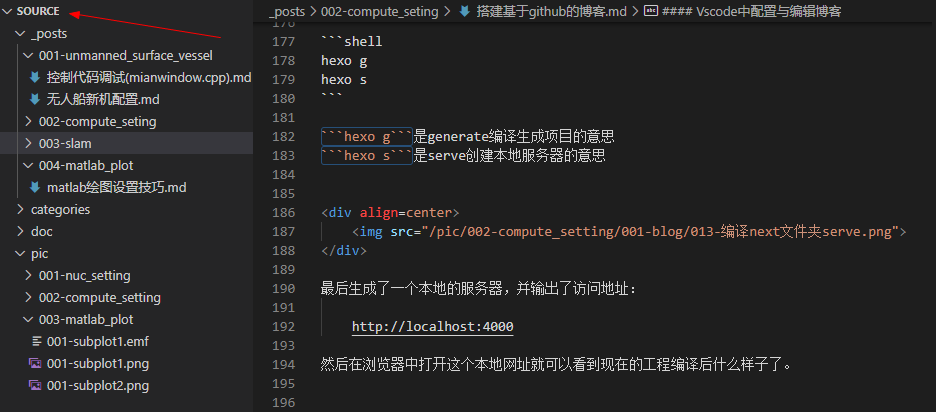 SOURCE
_posts
001-unmanned_surface_vessel
控制代码调试(mianwindow.cpp).md
无人船新机配置.md
002-compute_seting
003-slam
004-matlab_plot
matlab绘图设置技巧.md
categories
doc
pic
001-nuc_setting
002-compute_setting
003-matlab_plot
001-subplot1.emf
001-subplot1.png
001-subplot2.png
_posts > 002-compute_seting > 搭建基于github的博客.md > #### Vscode中配置与编辑博客
176
177 ```shell
178 hexo g
179 hexo s
180 ```
181
182 ```hexo g```是generate编译生成项目的意思
183 ```hexo s```是serve创建本地服务器的意思
184
185
186 <div align=center>
187 <img src="/pic/002-compute_setting/001-blog/013-编译next文件夹serve.png">
188 </div>
189
190 最后生成了一个本地的服务器，并输出了访问地址：
191
192 http://localhost:4000
193
194 然后在浏览器中打开这个本地网址就可以看到现在的工程编译后什么样子了。
195
196